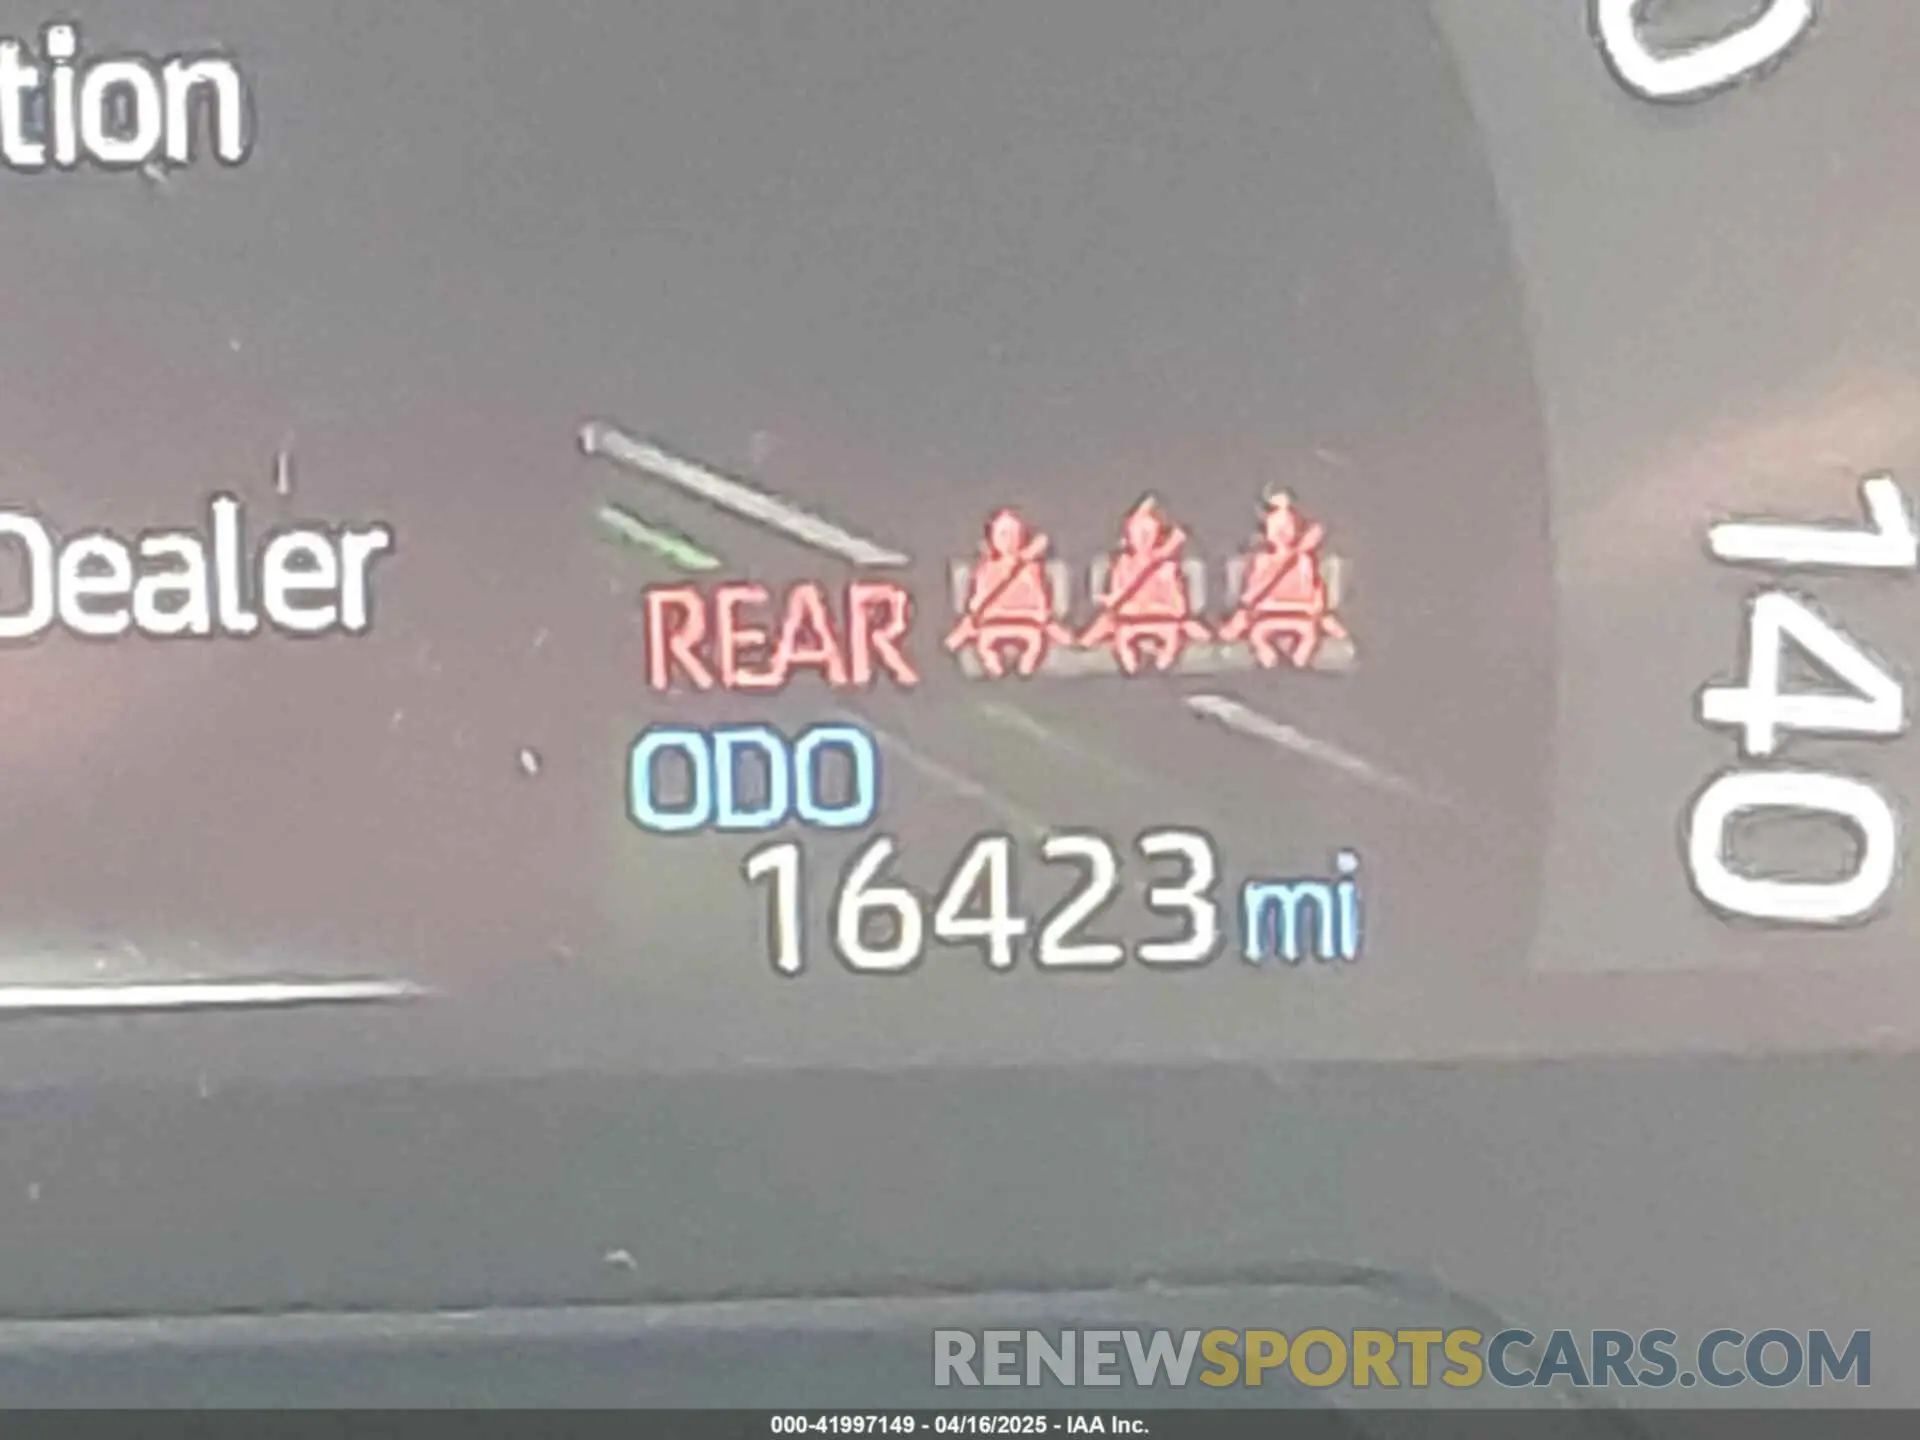 tion
Dealer
REAR
ODO
16423 mi
140
RENEWSPORTSCARS.COM
000-41997149 - 04/16/2025 - IAA Inc.